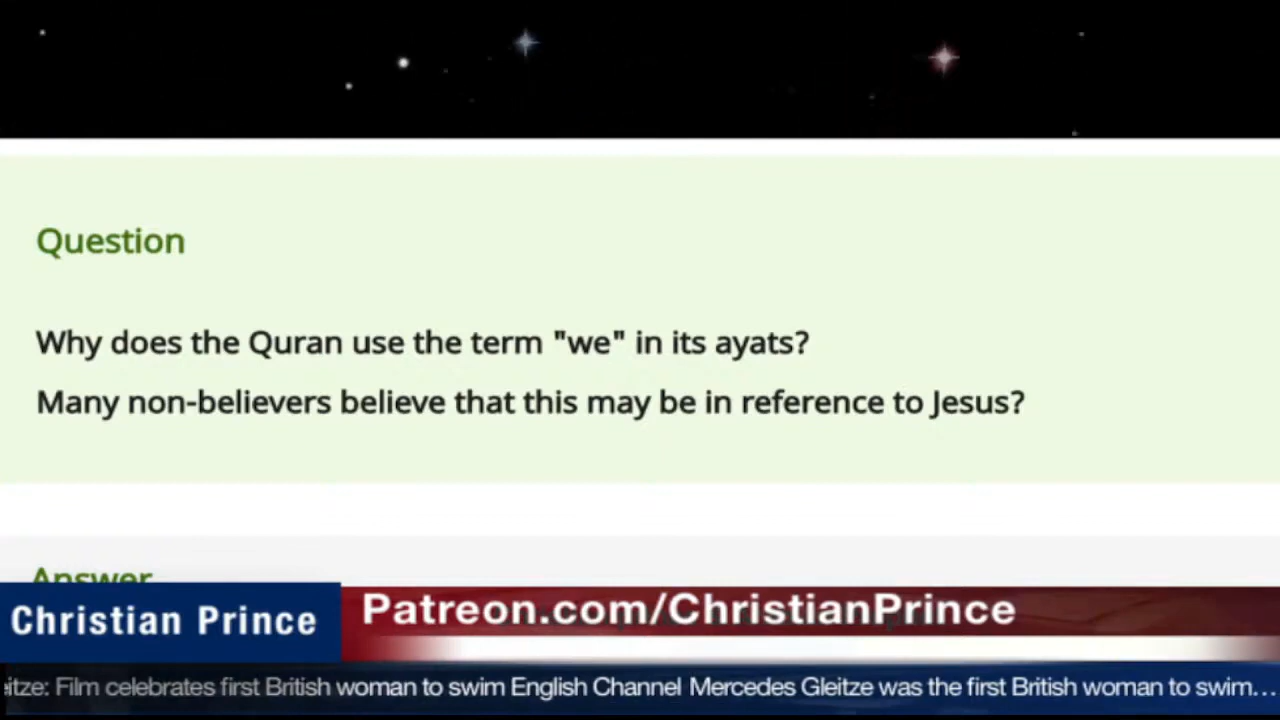 Question
Why does the Quran use the term "we" in its ayats?
Many non-believers believe that this may be in reference to Jesus?
Answer
Christian Prince
Patreon.com/ChristianPrince
itze: Film celebrates first British woman to swim English Channel Mercedes Gleitze was the first British woman to swim...